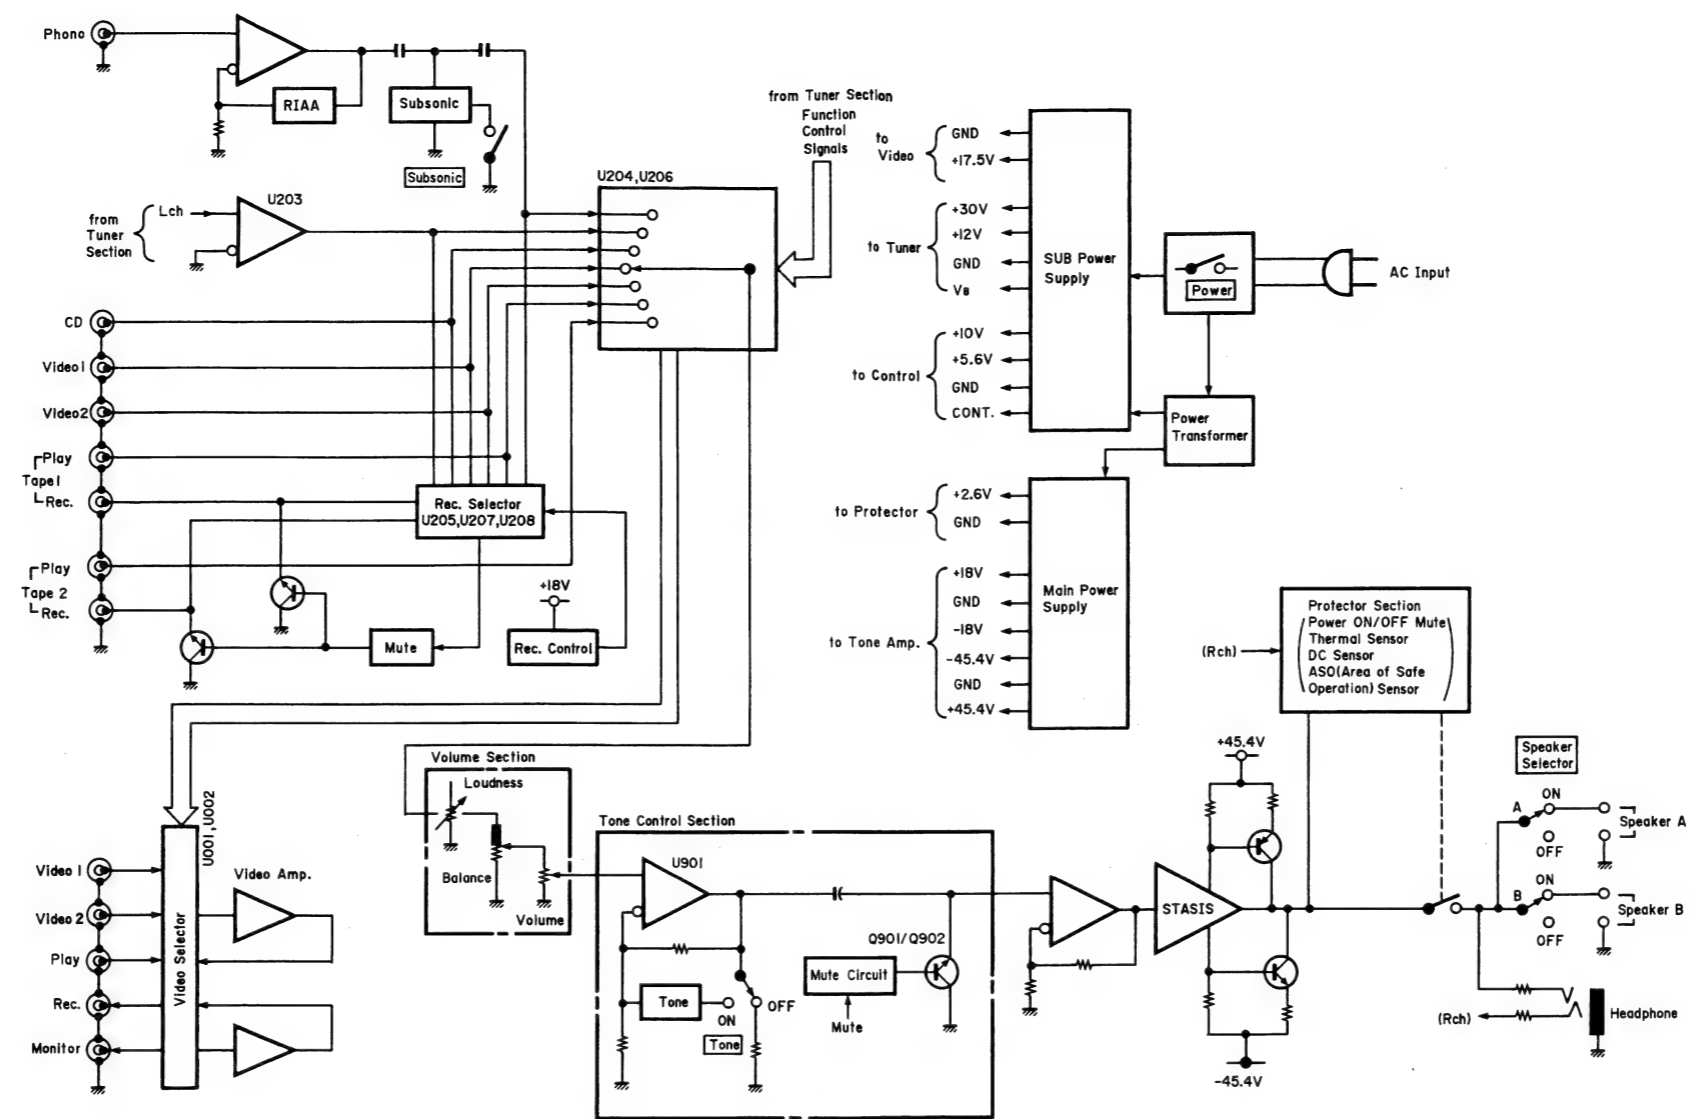 Phono
RIAA
Subsonic
Subsonic
from Tuner Section
Function
Control
Signals
U204,U206
U203
Lch
from
Tuner
Section
CD
Video1
Video2
Play
Tape1
Rec.
Play
Tape 2
Rec.
Rec. Selector
U205,U207,U208
+18V
Mute
Rec. Control
to
Video
GND
+17.5V
to Tuner
+30V
+12V
GND
VB
to Control
+10V
+5.6V
GND
CONT.
SUB Power
Supply
Power
AC Input
Power
Transformer
to Protector
+2.6V
GND
to Tone Amp.
+18V
GND
-18V
-45.4V
GND
+45.4V
Main Power
Supply
(Rch)
Protector Section
Power ON/OFF Mute
Thermal Sensor
DC Sensor
ASO(Area of Safe
Operation) Sensor
U001,U002
Video 1
Video 2
Play
Rec.
Monitor
Video Selector
Video Amp.
Volume Section
Loudness
Balance
Volume
Tone Control Section
U901
Tone
ON
OFF
Tone
Q901/Q902
Mute Circuit
Mute
STASIS
+45.4V
-45.4V
Speaker
Selector
A
ON
OFF
Speaker A
B
ON
OFF
Speaker B
(Rch)
Headphone